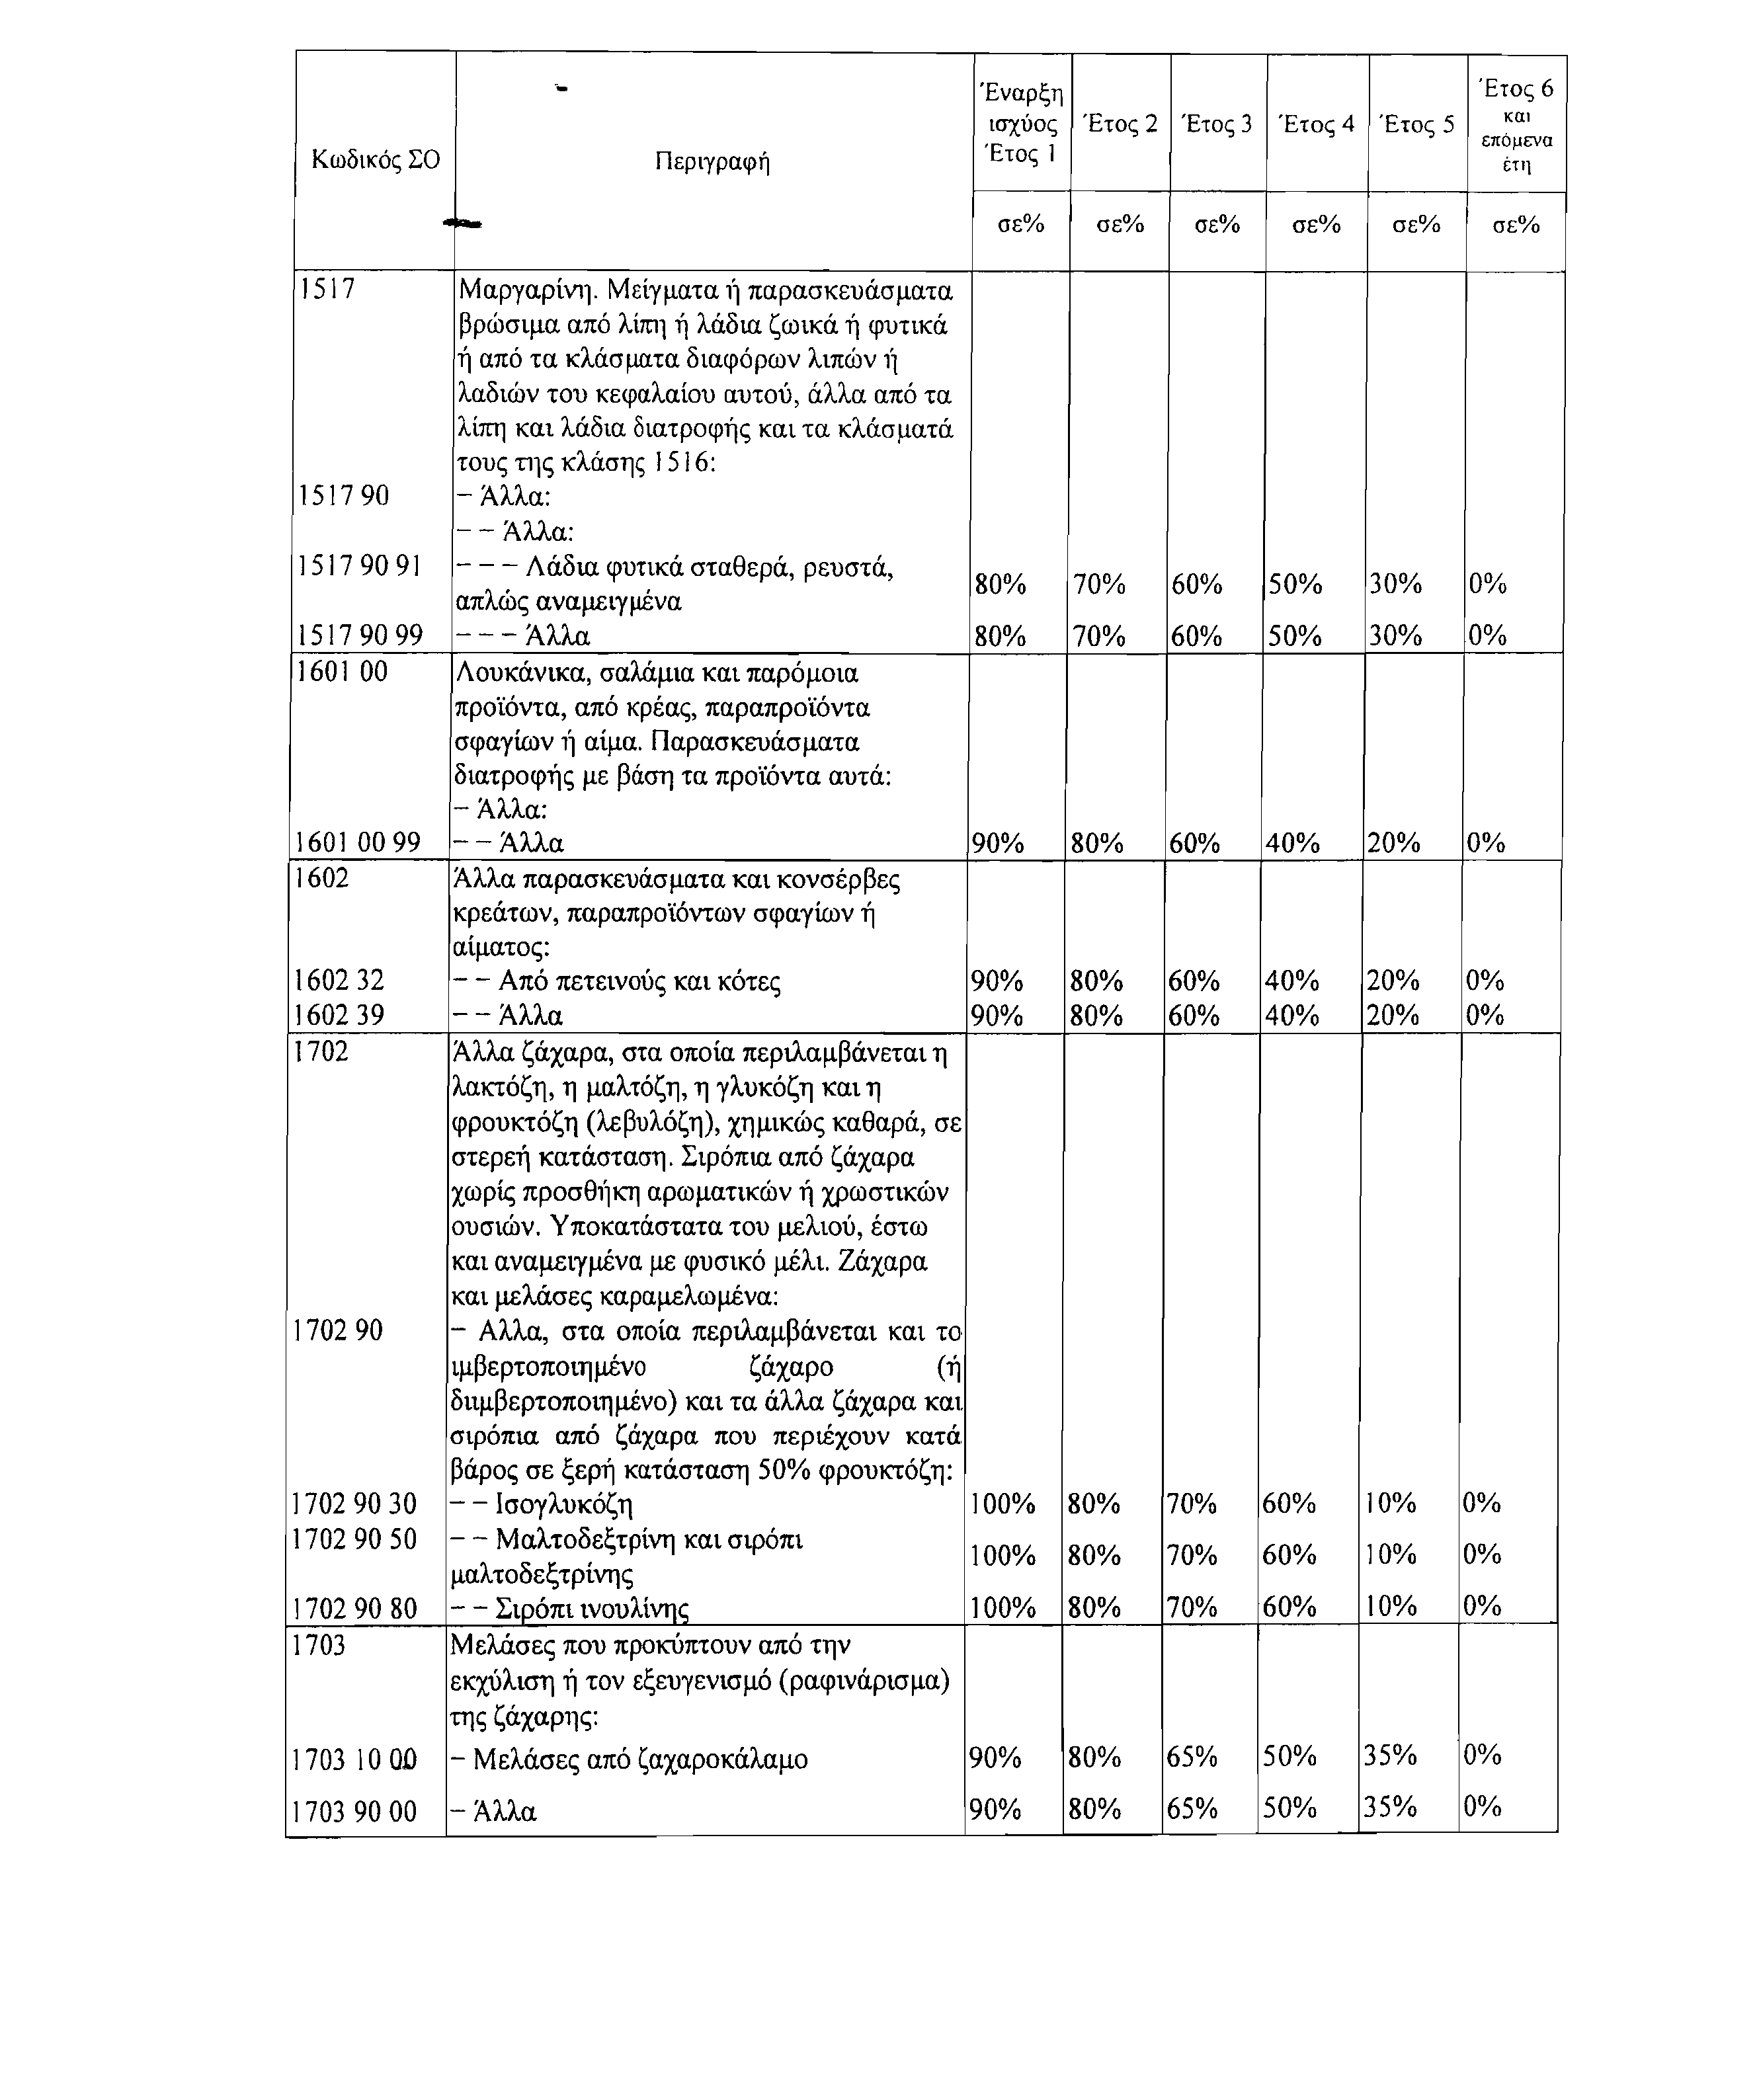 Κωδικός ΣΟ Περιγραφή Έναρξη ισχύος Έτος 1 Έτος 2 Έτος 3 Έτος 4 Έτος 5 Έτος 6 και επόμενα έτη
σε% σε% σε% σε% σε% σε%
1517 Μαργαρίνη. Μείγματα ή παρασκευάσματα
βρώσιμα από λίπη ή λάδια ζωικά ή φυτικά
ή από τα κλάσματα διαφόρων λιπών ή
λαδιών του κεφαλαίου αυτού, άλλα από τα
λίπη και λάδια διατροφής και τα κλάσματά
τους της κλάσης 1516:
1517 90 – Άλλα:
– – Άλλα:
1517 90 91 – – – Λάδια φυτικά σταθερά, ρευστά,
απλώς αναμειγμένα 80% 70% 60% 50% 30% 0%
1517 90 99 – – – Άλλα 80% 70% 60% 50% 30% 0%
1601 00 Λουκάνικα, σαλάμια και παρόμοια
προϊόντα, από κρέας, παραπροϊόντα
σφαγίων ή αίμα. Παρασκευάσματα
διατροφής με βάση τα προϊόντα αυτά:
– Άλλα:
1601 00 99 – – Άλλα 90% 80% 60% 40% 20% 0%
1602 Άλλα παρασκευάσματα και κονσέρβες
κρεάτων, παραπροϊόντων σφαγίων ή
αίματος:
1602 32 – – Από πετεινούς και κότες 90% 80% 60% 40% 20% 0%
1602 39 – – Άλλα 90% 80% 60% 40% 20% 0%
1702 Άλλα ζάχαρα, στα οποία περιλαμβάνεται η
λακτόζη, η μαλτόζη, η γλυκόζη και η
φρουκτόζη (λεβυλόζη), χημικώς καθαρά, σε
στερεή κατάσταση. Σιρόπια από ζάχαρα
χωρίς προσθήκη αρωματικών ή χρωστικών
ουσιών. Υποκατάστατα του μελιού, έστω
και αναμειγμένα με φυσικό μέλι. Ζάχαρα
και μελάσες καραμελωμένα:
1702 90 – Αλλα, στα οποία περιλαμβάνεται και το
ιμβερτοποιημένο ζάχαρο (ή
διιμβερτοποιημένο) και τα άλλα ζάχαρα και
σιρόπια από ζάχαρα που περιέχουν κατά
βάρος σε ξερή κατάσταση 50% φρουκτόζη:
1702 90 30 – – Ισογλυκόζη 100% 80% 70% 60% 10% 0%
1702 90 50 – – Μαλτοδεξτρίνη και σιρόπι
μαλτοδεξτρίνης 100% 80% 70% 60% 10% 0%
1702 90 80 – – Σιρόπι ινουλίνης 100% 80% 70% 60% 10% 0%
1703 Μελάσες που προκύπτουν από την
εκχύλιση ή τον εξευγενισμό (ραφινάρισμα)
της ζάχαρης:
1703 10 00 – Μελάσες από ζαχαροκάλαμο 90% 80% 65% 50% 35% 0%
1703 90 00 – Άλλα 90% 80% 65% 50% 35% 0%